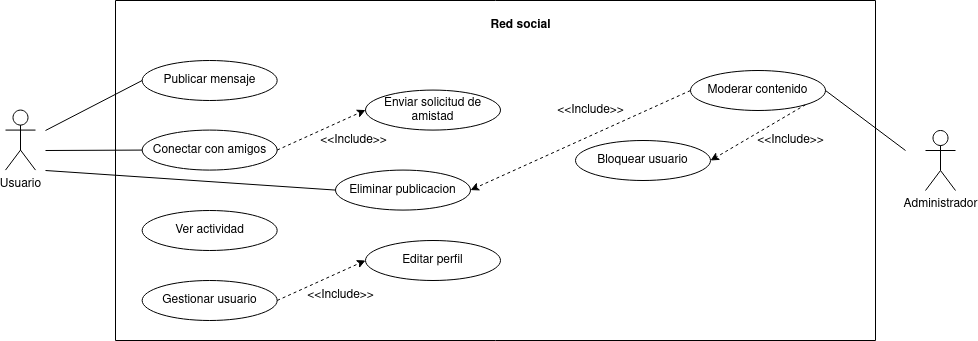 Red social
Publicar mensaje
Enviar solicitud de
amistad
<<Include>>
Moderar contenido
<<Include>>
<<Include>>
Conectar con amigos
Bloquear usuario
Usuario
Eliminar publicacion
Administrador
Ver actividad
Editar perfil
<<Include>>
Gestionar usuario